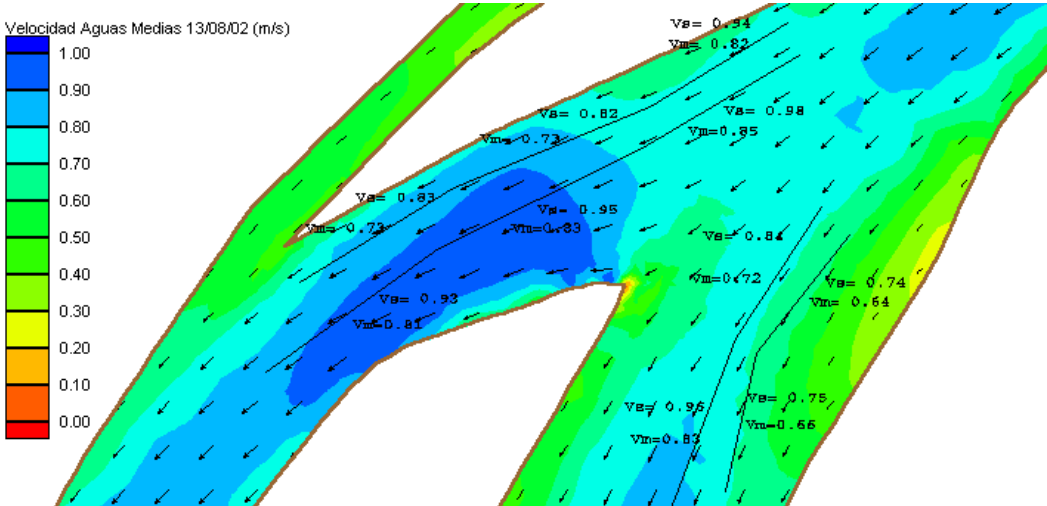 Velocidad Aguas Medias 13/08/02 (m/s)
1.00
0.90
0.80
0.70
0.60
0.50
0.40
0.30
0.20
0.10
0.00
Vs= 0.94
Vm= 0.82
Vs= 0.98
Vm=0.85
Vs= 0.82
Vm= 0.73
Vs= 0.83
Vm= 0.73
Vs= 0.95
Vm=0.83
Vs= 0.84
Vm=0.72
Vs= 0.74
Vm= 0.64
Vs= 0.93
Vm=0.81
Vs= 0.96
Vm=0.83
Vs= 0.75
Vm=0.66